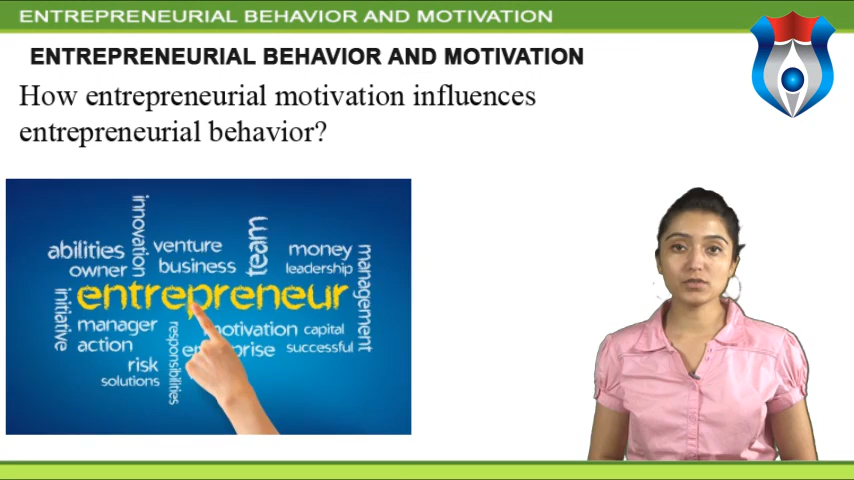 ENTREPRENEURIAL BEHAVIOR AND MOTIVATION
ENTREPRENEURIAL BEHAVIOR AND MOTIVATION
How entrepreneurial motivation influences
entrepreneurial behavior?
innovation
team
abilities
venture
money
owner
business
leadership
management
entrepreneur
initiative
manager
responsibilities
motivation
capital
action
successful
risk
solutions